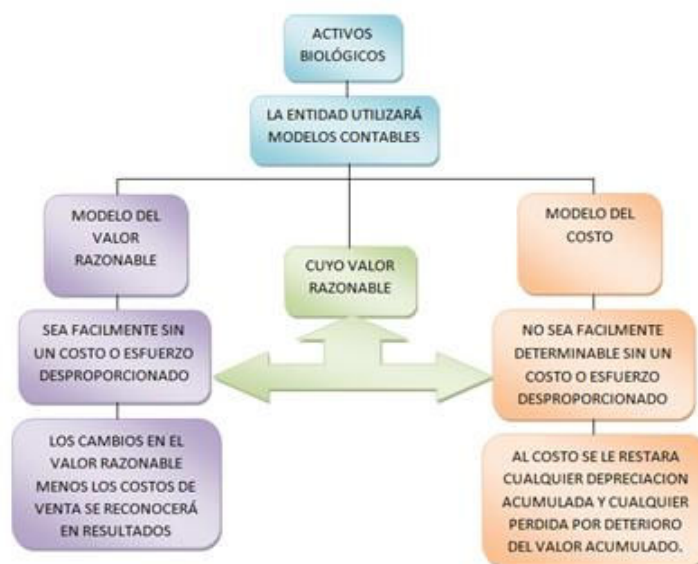 ACTIVOS
BIOLÓGICOS
LA ENTIDAD UTILIZARÁ
MODELOS CONTABLES
MODELO DEL
VALOR
RAZONABLE
CUYO VALOR
RAZONABLE
MODELO DEL
COSTO
SEA FACILMENTE SIN
UN COSTO O ESFUERZO
DESPROPORCIONADO
NO SEA FACILMENTE
DETERMINABLE SIN UN
COSTO O ESFUERZO
DESPROPORCIONADO
LOS CAMBIOS EN EL
VALOR RAZONABLE
MENOS LOS COSTOS DE
VENTA SE RECONOCERÁ
EN RESULTADOS
AL COSTO SE LE RESTARA
CUALQUIER DEPRECIACION
ACUMULADA Y CUALQUIER
PERDIDA POR DETERIORO
DEL VALOR ACUMULADO.